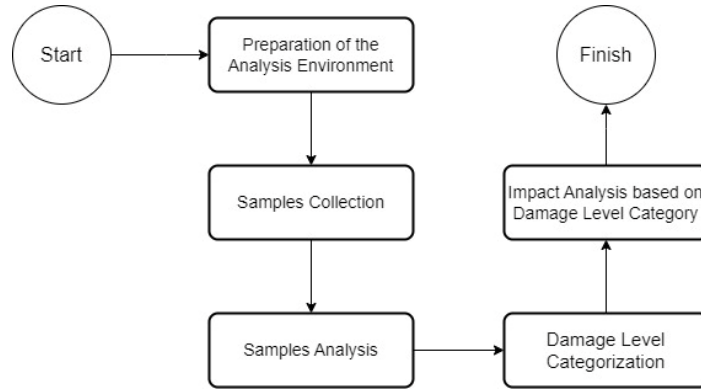 Start
Preparation of the
Analysis Environment
Samples Collection
Samples Analysis
Damage Level
Categorization
Impact Analysis based on
Damage Level Category
Finish